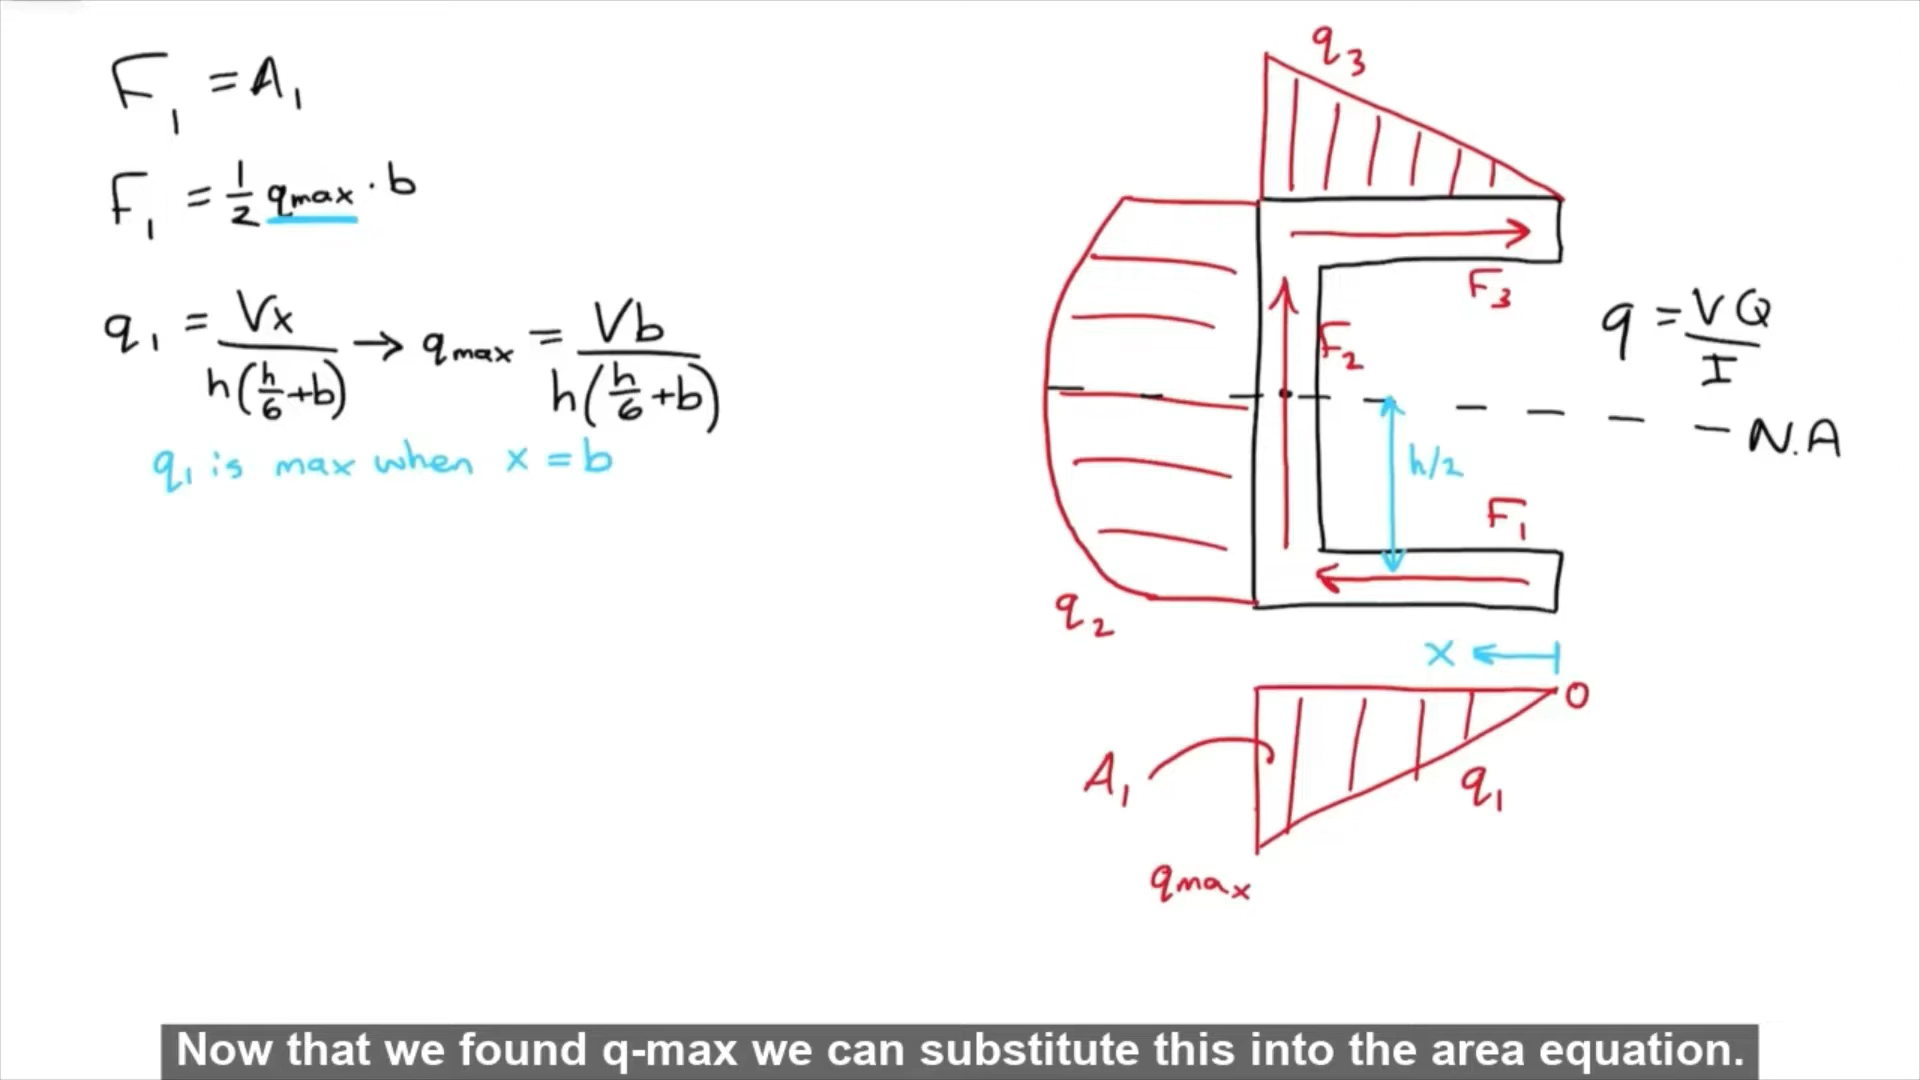 F₁ = A₁
F₁ = 1/2 qmax · b
q₁ = Vx / h(h/6+b) → qmax = Vb / h(h/6+b)
q₁ is max when x = b
q₃
F₃
F₂
q = VQ / I
N.A
h/2
F₁
q₂
x
0
A₁
q₁
qmax
Now that we found q-max we can substitute this into the area equation.